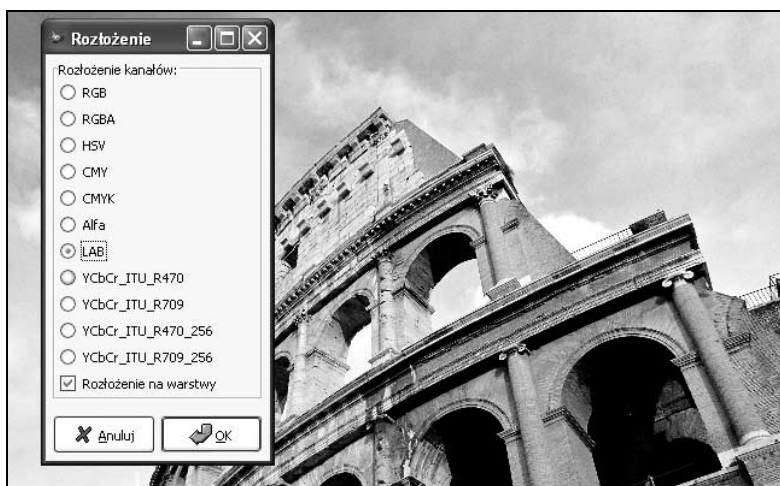 Rozłożenie
Rozłożenie kanałów:
RGB
RGBA
HSV
CMY
CMYK
Alfa
LAB
YCbCr_ITU_R470
YCbCr_ITU_R709
YCbCr_ITU_R470_256
YCbCr_ITU_R709_256
Rozłożenie na warstwy
Anuluj OK